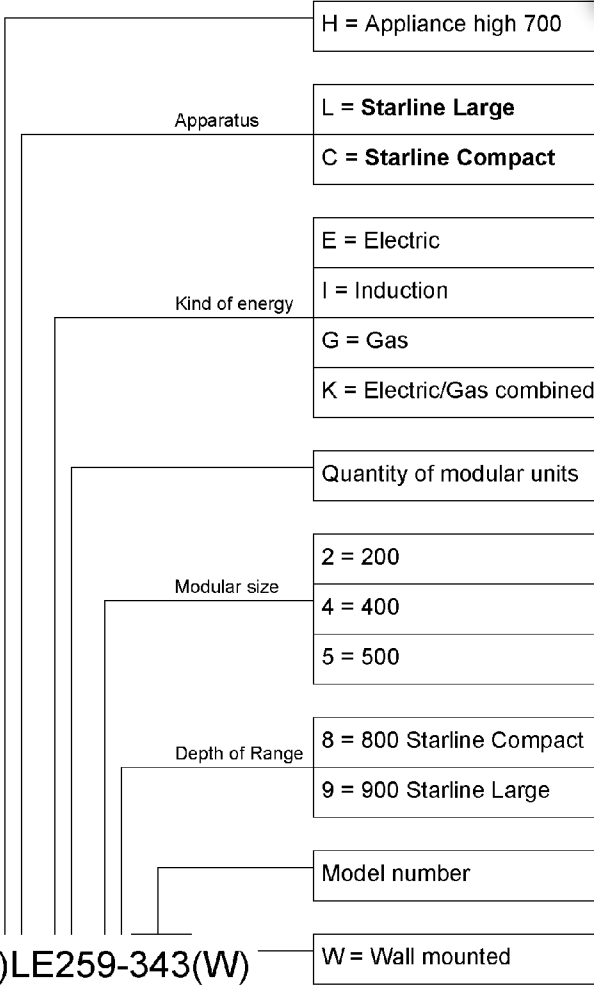 H = Appliance high 700
Apparatus
L = Starline Large
C = Starline Compact
Kind of energy
E = Electric
I = Induction
G = Gas
K = Electric/Gas combined
Quantity of modular units
Modular size
2 = 200
4 = 400
5 = 500
Depth of Range
8 = 800 Starline Compact
9 = 900 Starline Large
Model number
)LE259-343(W)
W = Wall mounted